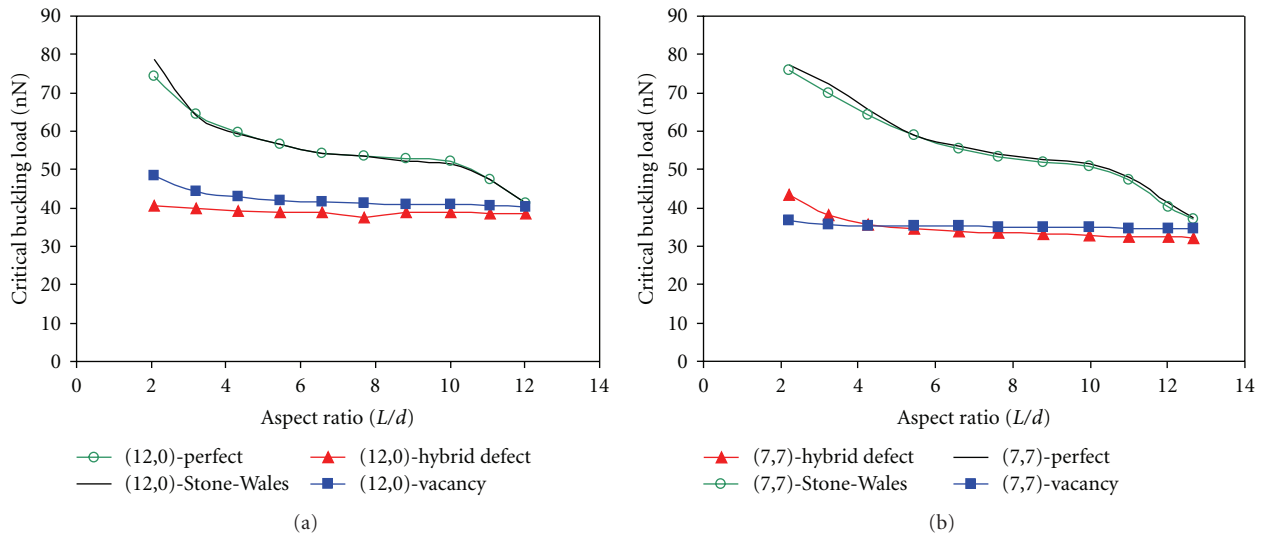 90
80
70
60
50
40
30
20
10
0
Critical buckling load (nN)
0 2 4 6 8 10 12 14
Aspect ratio (L/d)
(12,0)-perfect (12,0)-hybrid defect
(12,0)-Stone-Wales (12,0)-vacancy
(a)
90
80
70
60
50
40
30
20
10
0
Critical buckling load (nN)
0 2 4 6 8 10 12 14
Aspect ratio (L/d)
(7,7)-hybrid defect (7,7)-perfect
(7,7)-Stone-Wales (7,7)-vacancy
(b)